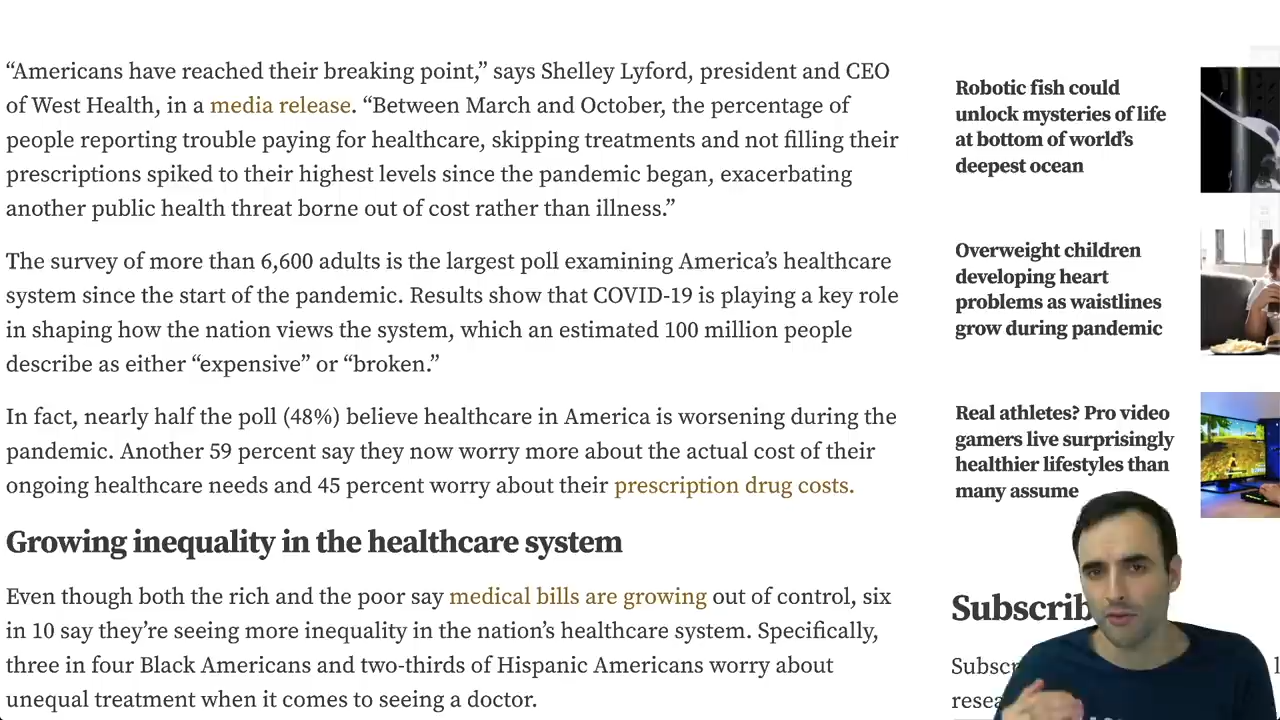 “Americans have reached their breaking point,” says Shelley Lyford, president and CEO
of West Health, in a media release. “Between March and October, the percentage of
people reporting trouble paying for healthcare, skipping treatments and not filling their
prescriptions spiked to their highest levels since the pandemic began, exacerbating
another public health threat borne out of cost rather than illness.”
The survey of more than 6,600 adults is the largest poll examining America’s healthcare
system since the start of the pandemic. Results show that COVID-19 is playing a key role
in shaping how the nation views the system, which an estimated 100 million people
describe as either “expensive” or “broken.”
In fact, nearly half the poll (48%) believe healthcare in America is worsening during the
pandemic. Another 59 percent say they now worry more about the actual cost of their
ongoing healthcare needs and 45 percent worry about their prescription drug costs.
Growing inequality in the healthcare system
Even though both the rich and the poor say medical bills are growing out of control, six
in 10 say they’re seeing more inequality in the nation’s healthcare system. Specifically,
three in four Black Americans and two-thirds of Hispanic Americans worry about
unequal treatment when it comes to seeing a doctor.
Robotic fish could
unlock mysteries of life
at bottom of world’s
deepest ocean
Overweight children
developing heart
problems as waistlines
grow during pandemic
Real athletes? Pro video
gamers live surprisingly
healthier lifestyles than
many assume